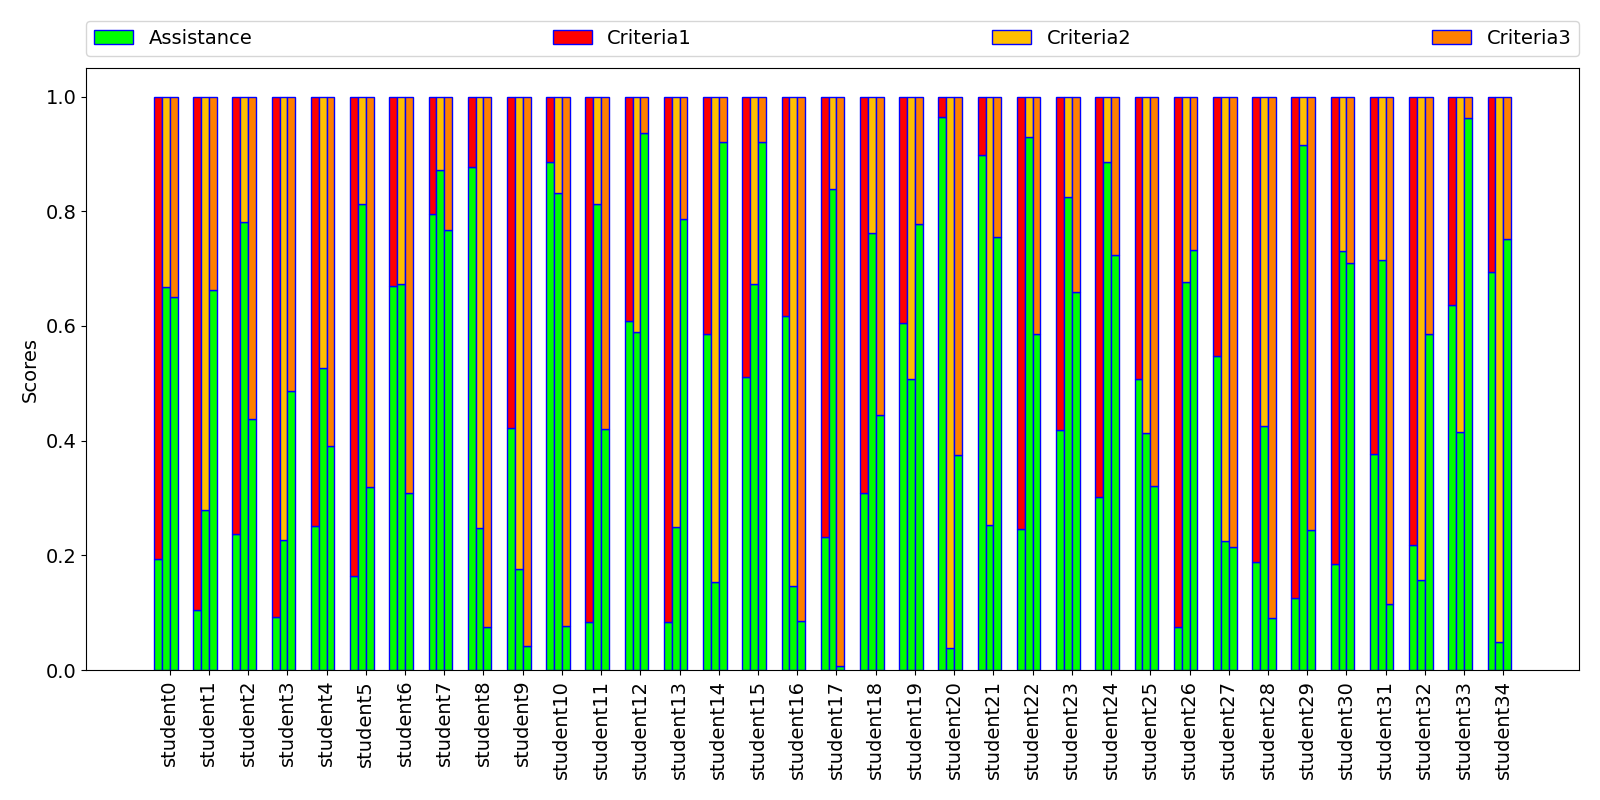 Assistance Criteria1 Criteria2 Criteria3
1.0
0.8
0.6
0.4
0.2
0.0
Scores
student0
student1
student2
student3
student4
student5
student6
student7
student8
student9
student10
student11
student12
student13
student14
student15
student16
student17
student18
student19
student20
student21
student22
student23
student24
student25
student26
student27
student28
student29
student30
student31
student32
student33
student34